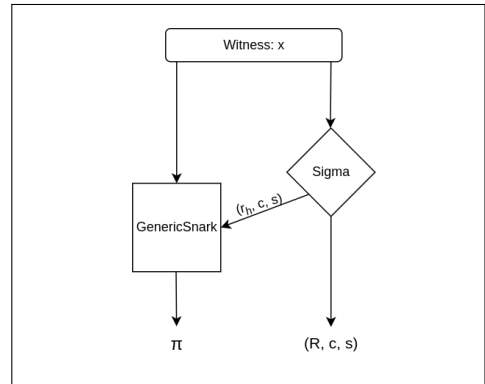 Witness: x
Sigma
(r_h, c, s)
GenericSnark
π
(R, c, s)